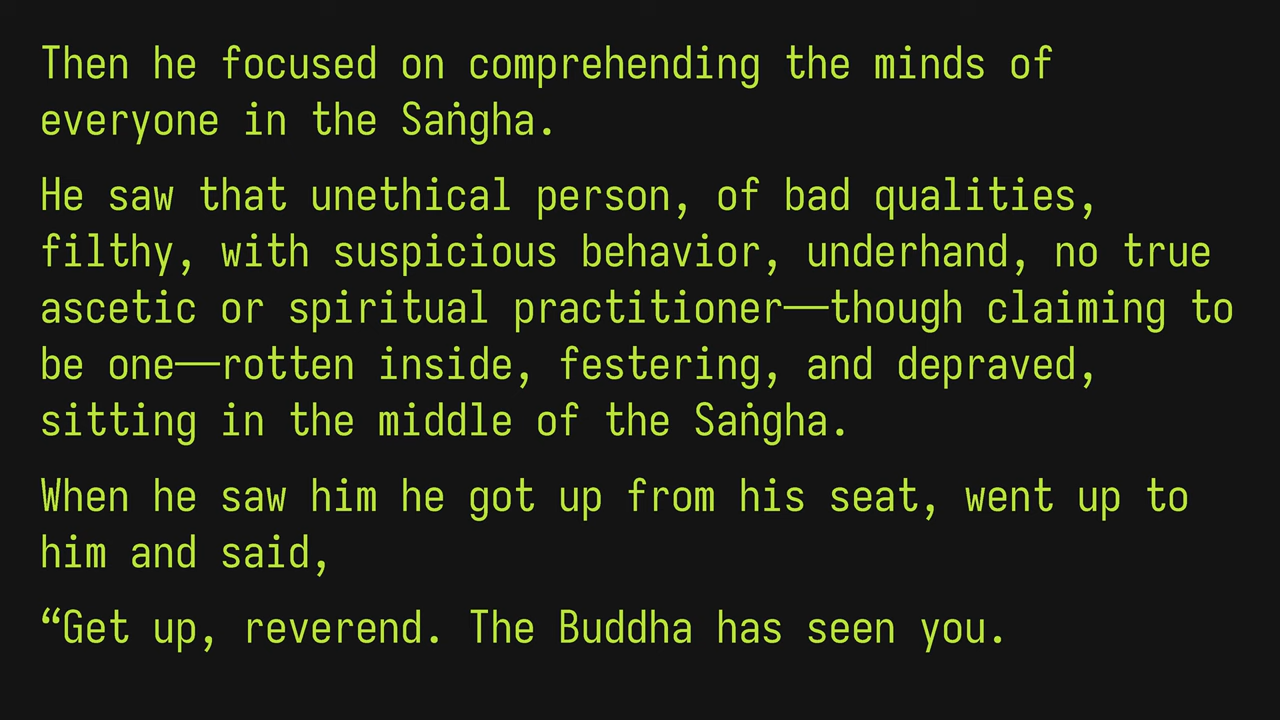 Then he focused on comprehending the minds of
everyone in the Saṅgha.
He saw that unethical person, of bad qualities,
filthy, with suspicious behavior, underhand, no true
ascetic or spiritual practitioner—though claiming to
be one—rotten inside, festering, and depraved,
sitting in the middle of the Saṅgha.
When he saw him he got up from his seat, went up to
him and said,
“Get up, reverend. The Buddha has seen you.